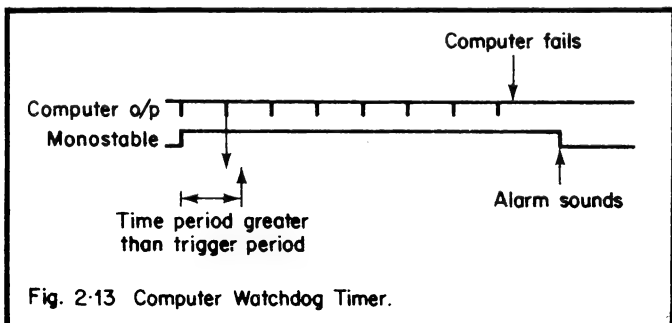 Computer fails
Computer o/p
Monostable
Alarm sounds
Time period greater
than trigger period
Fig. 2·13 Computer Watchdog Timer.